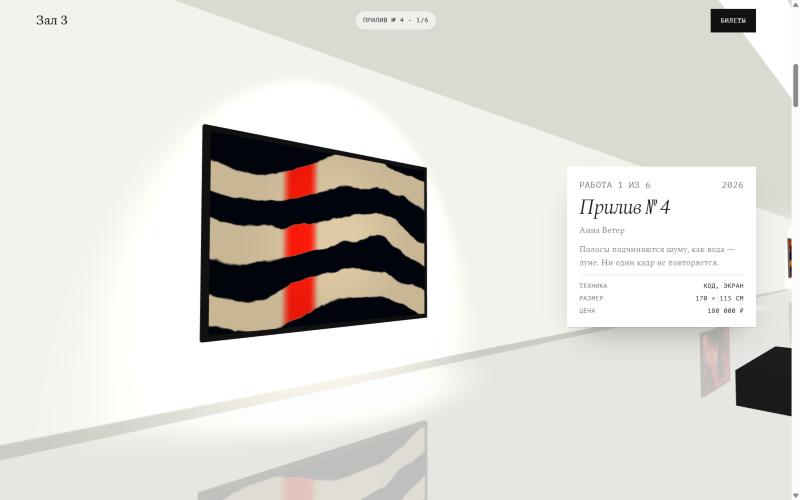 Зал 3
ПРИЛИВ № 4 - 1/6
БИЛЕТЫ
РАБОТА 1 ИЗ 6
2026
Прилив № 4
Анна Ветер
Полосы подчиняются шуму, как вода —
луне. Ни один кадр не повторяется.
ТЕХНИКА
КОД, ЭКРАН
РАЗМЕР
170 × 115 СМ
ЦЕНА
180 000 ₽